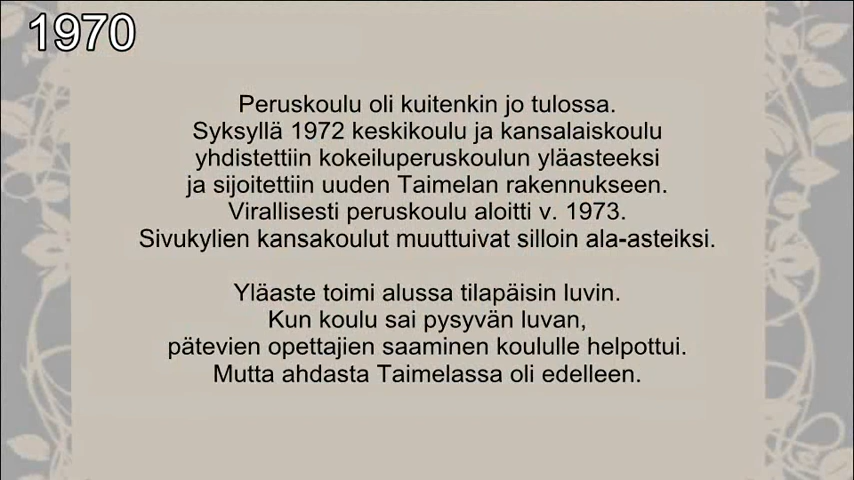 1970
Peruskoulu oli kuitenkin jo tulossa.
Syksyllä 1972 keskikoulu ja kansalaiskoulu
yhdistettiin kokeiluperuskoulun yläasteeksi
ja sijoitettiin uuden Taimelan rakennukseen.
Virallisesti peruskoulu aloitti v. 1973.
Sivukylien kansakoulut muuttuivat silloin ala-asteiksi.
Yläaste toimi alussa tilapäisin luvin.
Kun koulu sai pysyvän luvan,
pätevien opettajien saaminen koululle helpottui.
Mutta ahdasta Taimelassa oli edelleen.